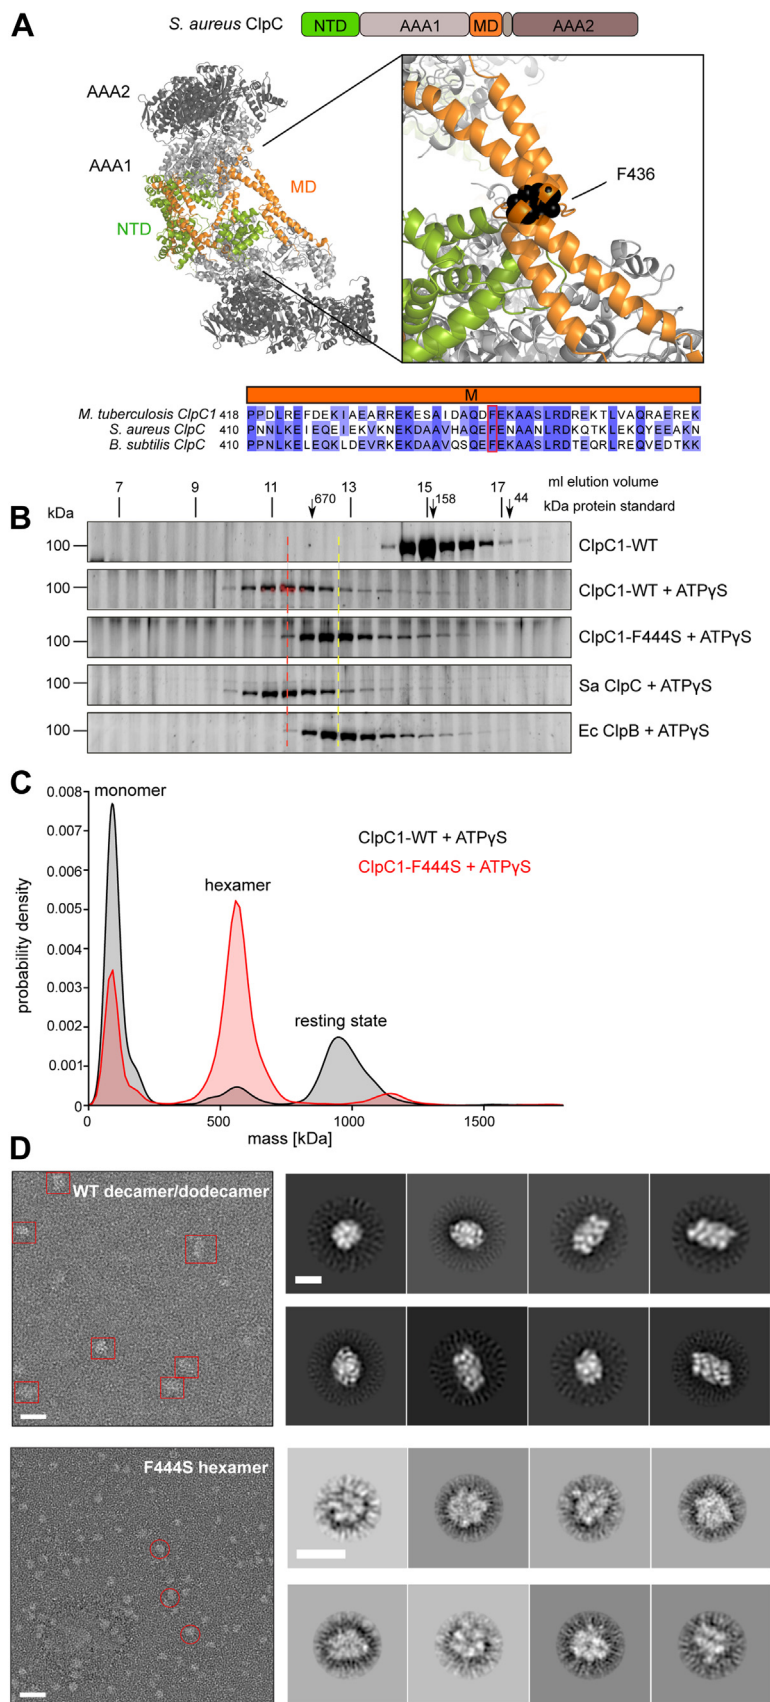 A
S. aureus ClpC
NTD AAA1 MD AAA2
AAA2
AAA1
MD
NTD
F436
M
M. tuberculosis ClpC1 418 PPDLREFDEKIAEARREKESAIDAQDFEKAASLRDREKTLVAQRAEREK
S. aureus ClpC 410 PNNLKEIEQEIEKVKNEKDAAVHAQEFENAANLRDKQTKLEKQYEEAKN
B. subtilis ClpC 410 PPNLKELEQKLDEVRKEKDAAVQSQEFEKAASLRDTEQRLREQVEDTKK
7 9 11 13 15 17 ml elution volume
670 158 44 kDa protein standard
B
kDa
100 ClpC1-WT
100 ClpC1-WT + ATPγS
100 ClpC1-F444S + ATPγS
100 Sa ClpC + ATPγS
100 Ec ClpB + ATPγS
C
0.008
0.007
0.006
0.005
0.004
0.003
0.002
0.001
0
probability density
monomer
hexamer
resting state
ClpC1-WT + ATPγS
ClpC1-F444S + ATPγS
0 500 1000 1500
mass [kDa]
D
WT decamer/dodecamer
F444S hexamer